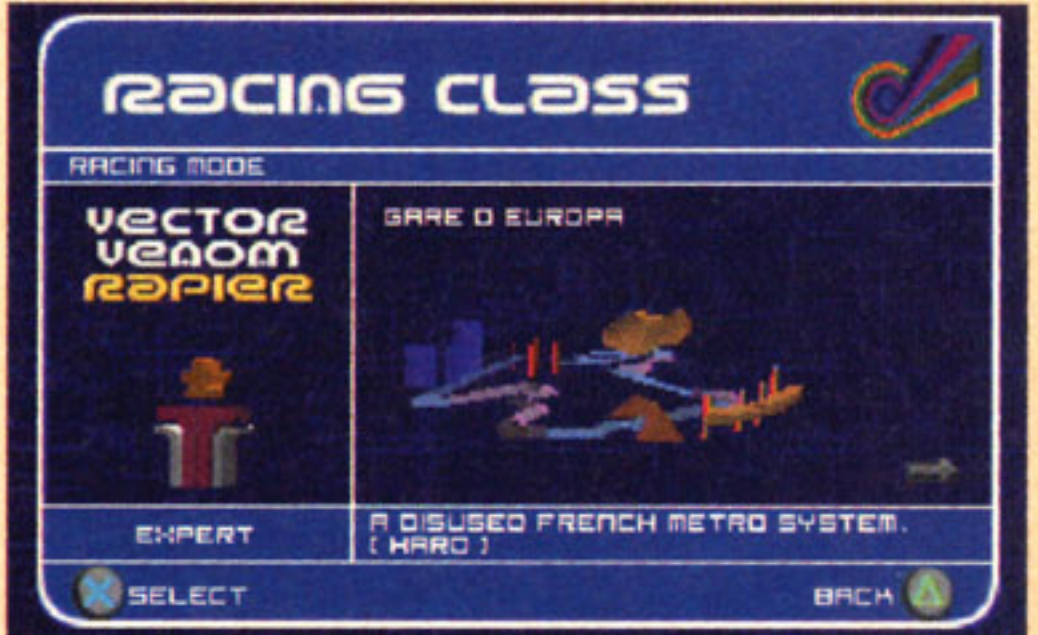 RACING CLASS
RACING MODE
VECTOR
VENOM
RAPIER
GARE D EUROPA
EXPERT
A DISUSED FRENCH METRO SYSTEM.
( HARD )
SELECT
BACK